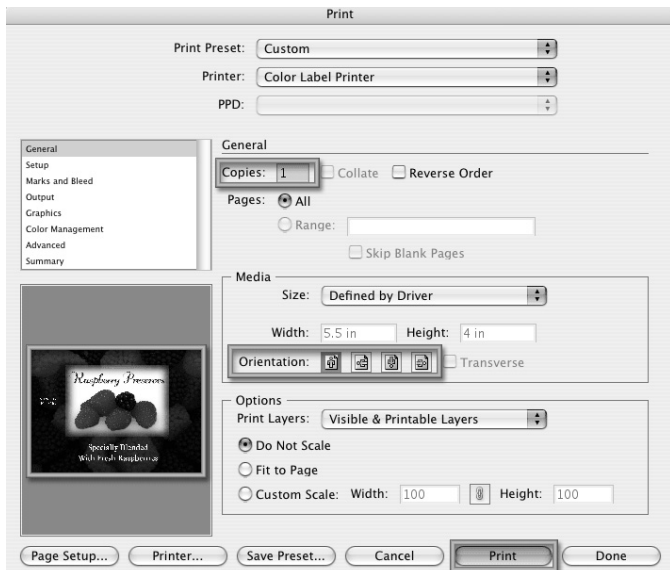 Print
Print Preset: Custom
Printer: Color Label Printer
PPD:
General
Setup
Marks and Bleed
Output
Graphics
Color Management
Advanced
Summary
General
Copies: 1 Collate Reverse Order
Pages: All
Range:
Skip Blank Pages
Media
Size: Defined by Driver
Width: 5.5 in Height: 4 in
Orientation: Transverse
Options
Print Layers: Visible & Printable Layers
Do Not Scale
Fit to Page
Custom Scale: Width: 100 Height: 100
Raspberry Preserves
Specially Blended
With Fresh Raspberries
Page Setup... Printer... Save Preset... Cancel Print Done